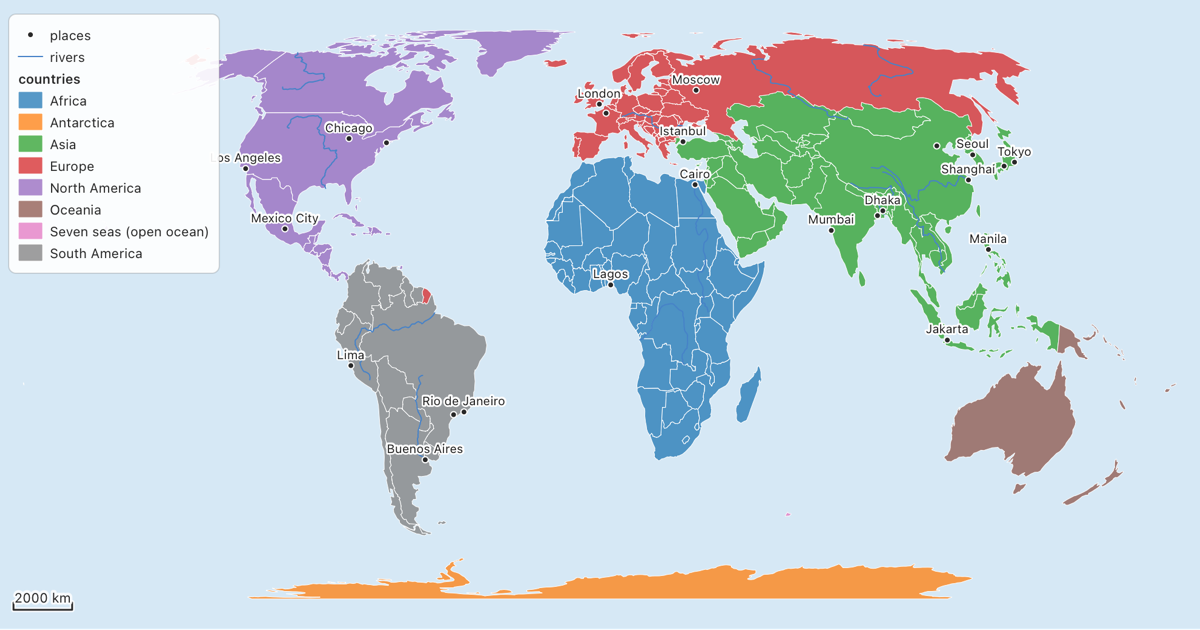 places
rivers
countries
Africa
Antarctica
Asia
Europe
North America
Oceania
Seven seas (open ocean)
South America
Moscow
London
Chicago
Istanbul
Seoul
Tokyo
Los Angeles
Cairo
Shanghai
Dhaka
Mexico City
Mumbai
Manila
Lagos
Jakarta
Lima
Rio de Janeiro
Buenos Aires
2000 km